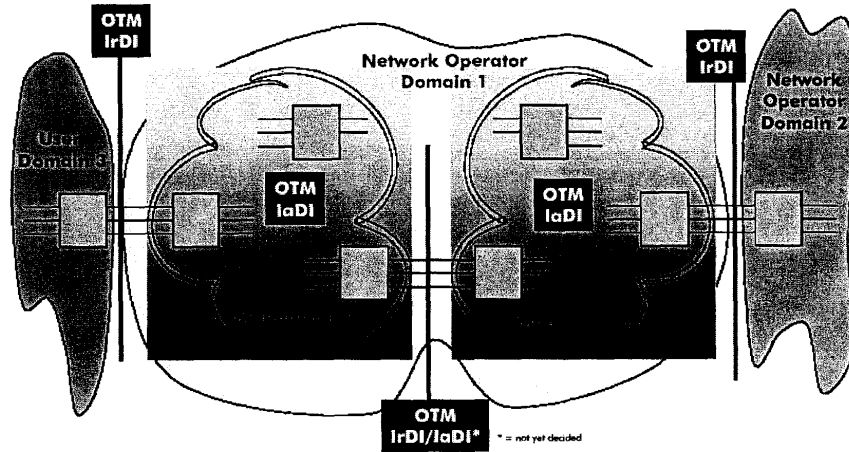 OTM
IrDI
Network Operator
Domain 1
OTM
IrDI
Network
Operator
Domain 2
User
Domain 3
OTM
IaDI
OTM
IaDI
OTM
IrDI/IaDI*
* = not yet decided